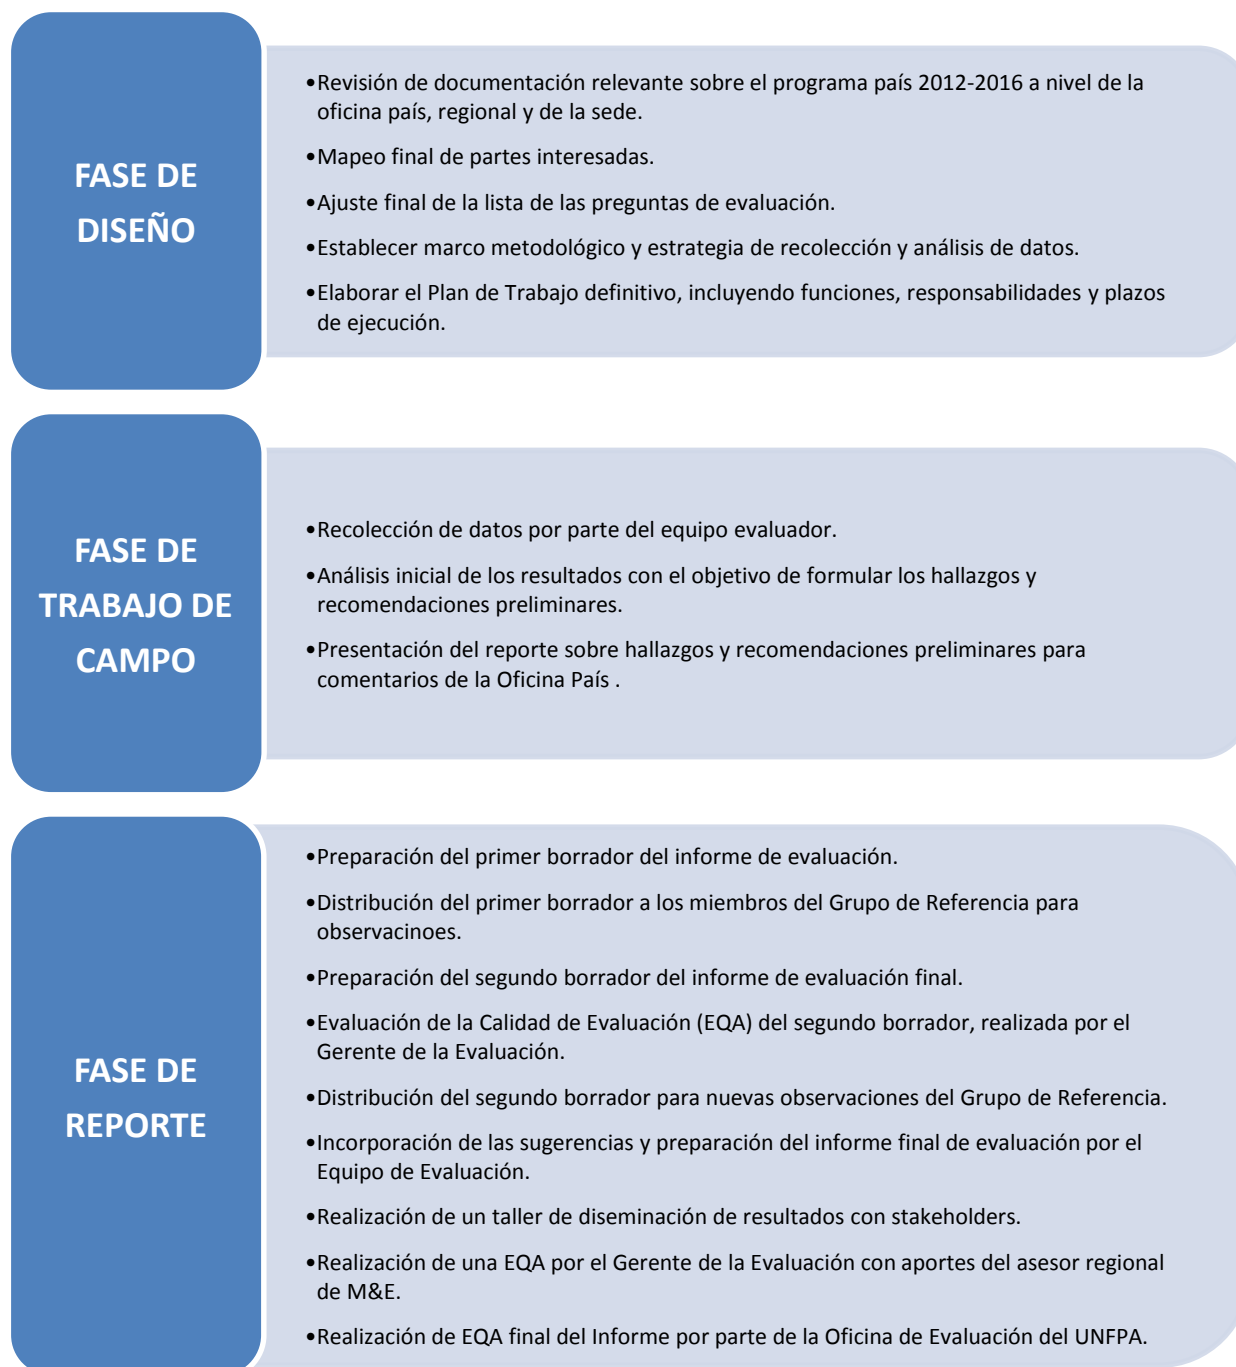 FASE DE
DISEÑO
•Revisión de documentación relevante sobre el programa país 2012-2016 a nivel de la
oficina país, regional y de la sede.
•Mapeo final de partes interesadas.
•Ajuste final de la lista de las preguntas de evaluación.
•Establecer marco metodológico y estrategia de recolección y análisis de datos.
•Elaborar el Plan de Trabajo definitivo, incluyendo funciones, responsabilidades y plazos
de ejecución.
FASE DE
TRABAJO DE
CAMPO
•Recolección de datos por parte del equipo evaluador.
•Análisis inicial de los resultados con el objetivo de formular los hallazgos y
recomendaciones preliminares.
•Presentación del reporte sobre hallazgos y recomendaciones preliminares para
comentarios de la Oficina País .
FASE DE
REPORTE
•Preparación del primer borrador del informe de evaluación.
•Distribución del primer borrador a los miembros del Grupo de Referencia para
observacinoes.
•Preparación del segundo borrador del informe de evaluación final.
•Evaluación de la Calidad de Evaluación (EQA) del segundo borrador, realizada por el
Gerente de la Evaluación.
•Distribución del segundo borrador para nuevas observaciones del Grupo de Referencia.
•Incorporación de las sugerencias y preparación del informe final de evaluación por el
Equipo de Evaluación.
•Realización de un taller de diseminación de resultados con stakeholders.
•Realización de una EQA por el Gerente de la Evaluación con aportes del asesor regional
de M&E.
•Realización de EQA final del Informe por parte de la Oficina de Evaluación del UNFPA.